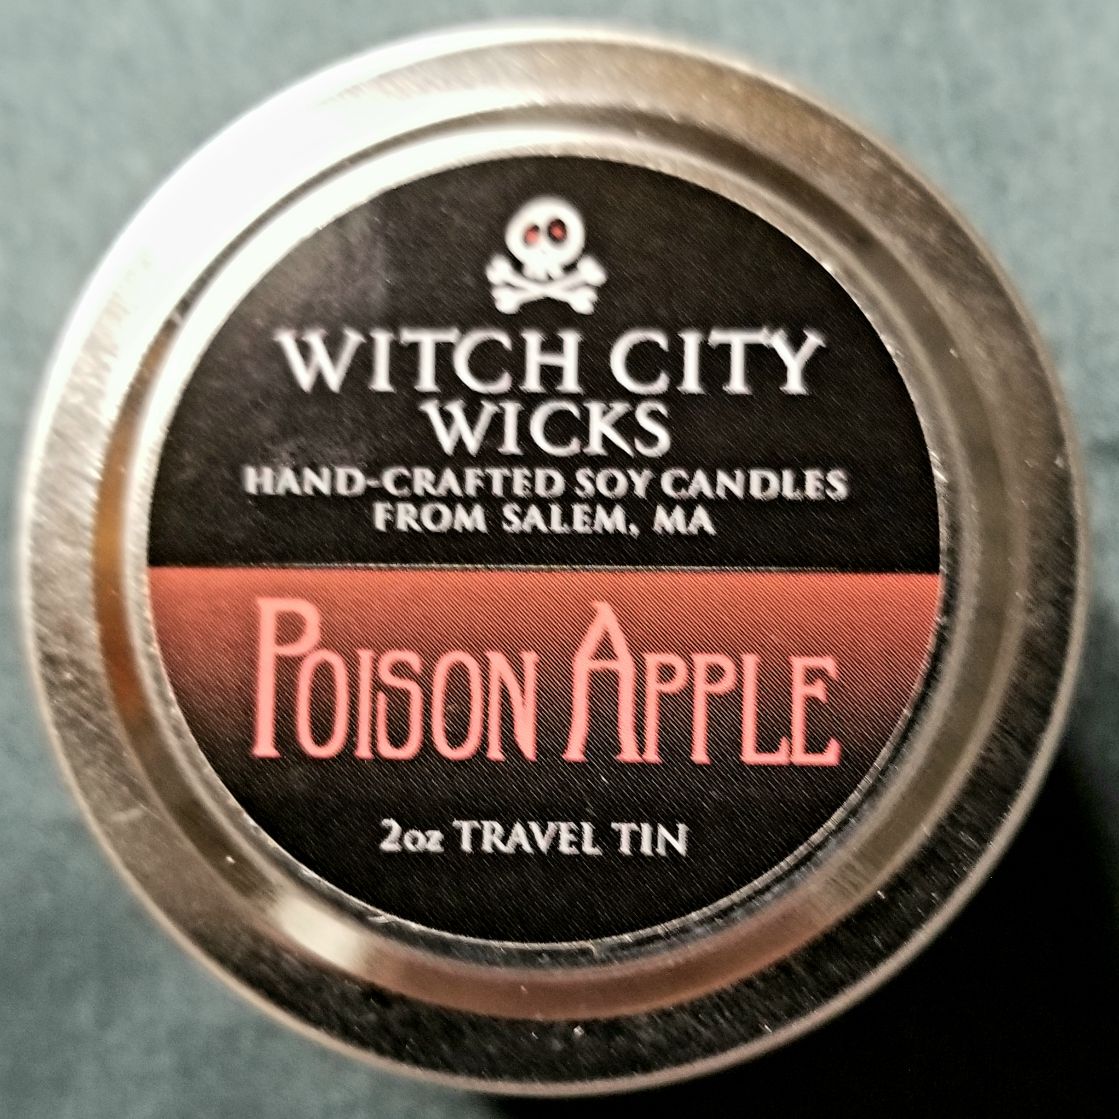 WITCH CITY
WICKS
HAND-CRAFTED SOY CANDLES
FROM SALEM, MA
POISON APPLE
2oz TRAVEL TIN